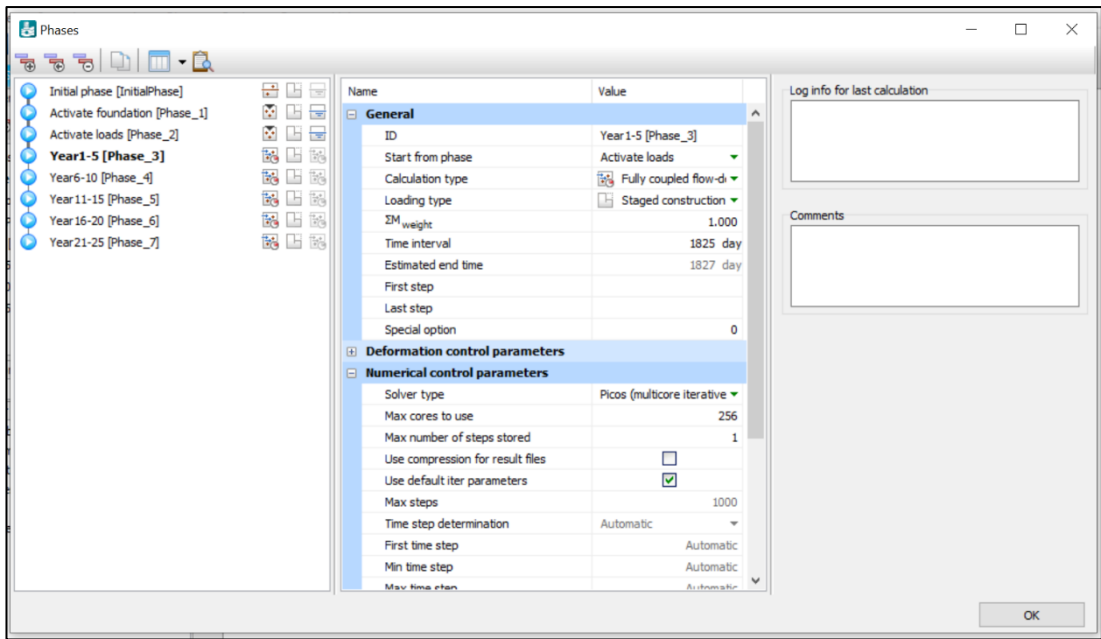 Phases
Initial phase [InitialPhase]
Activate foundation [Phase_1]
Activate loads [Phase_2]
Year1-5 [Phase_3]
Year6-10 [Phase_4]
Year11-15 [Phase_5]
Year16-20 [Phase_6]
Year21-25 [Phase_7]
Name Value
General
ID Year1-5 [Phase_3]
Start from phase Activate loads
Calculation type Fully coupled flow-d
Loading type Staged construction
ΣM weight 1.000
Time interval 1825 day
Estimated end time 1827 day
First step
Last step
Special option 0
Deformation control parameters
Numerical control parameters
Solver type Picos (multicore iterative
Max cores to use 256
Max number of steps stored 1
Use compression for result files
Use default iter parameters
Max steps 1000
Time step determination Automatic
First time step Automatic
Min time step Automatic
Max time step Automatic
Log info for last calculation
Comments
OK